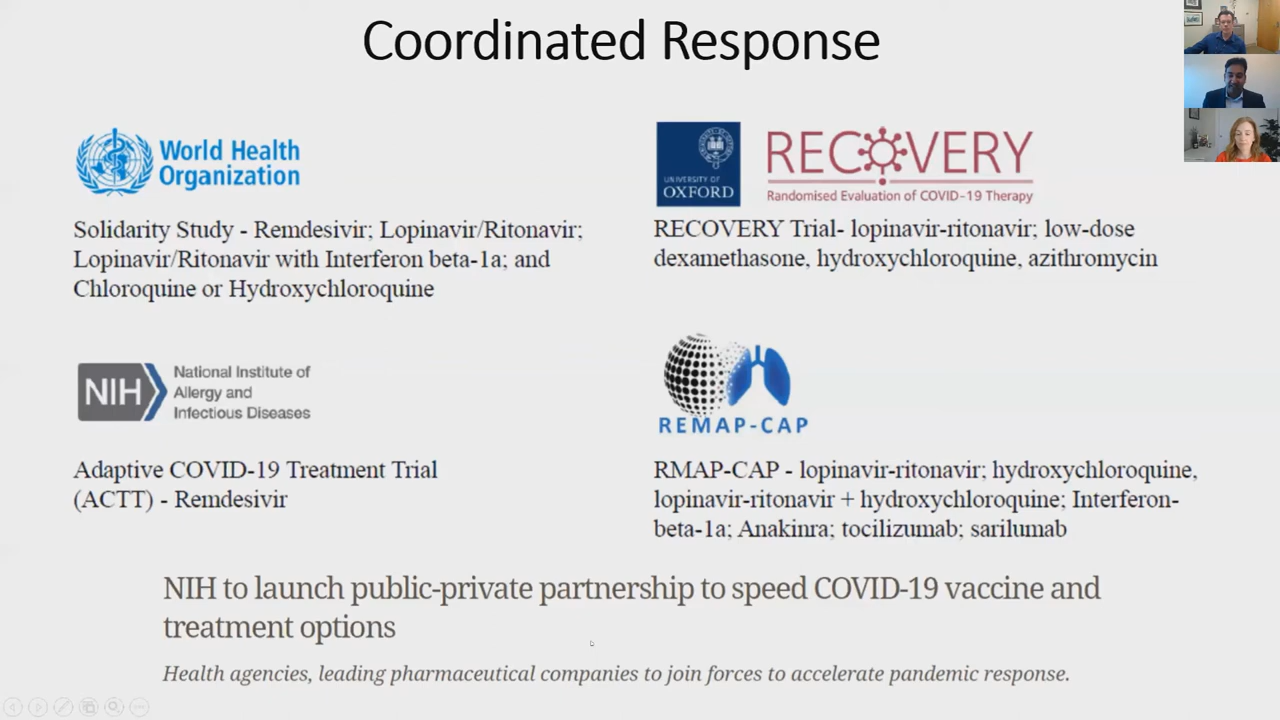 Coordinated Response
World Health
Organization
Solidarity Study - Remdesivir; Lopinavir/Ritonavir;
Lopinavir/Ritonavir with Interferon beta-1a; and
Chloroquine or Hydroxychloroquine
UNIVERSITY OF
OXFORD
RECOVERY
Randomised Evaluation of COVID-19 Therapy
RECOVERY Trial- lopinavir-ritonavir; low-dose
dexamethasone, hydroxychloroquine, azithromycin
NIH
National Institute of
Allergy and
Infectious Diseases
Adaptive COVID-19 Treatment Trial
(ACTT) - Remdesivir
REMAP-CAP
RMAP-CAP - lopinavir-ritonavir; hydroxychloroquine,
lopinavir-ritonavir + hydroxychloroquine; Interferon-
beta-1a; Anakinra; tocilizumab; sarilumab
NIH to launch public-private partnership to speed COVID-19 vaccine and
treatment options
Health agencies, leading pharmaceutical companies to join forces to accelerate pandemic response.